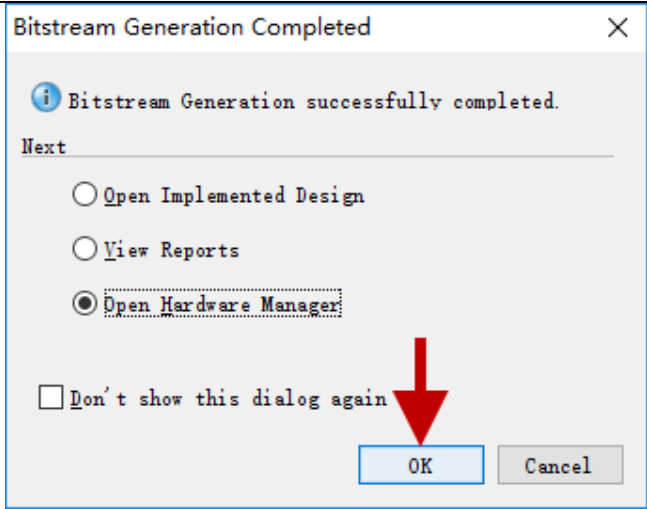 Bitstream Generation Completed
Bitstream Generation successfully completed.
Next
Open Implemented Design
View Reports
Open Hardware Manager
Don't show this dialog again
OK Cancel